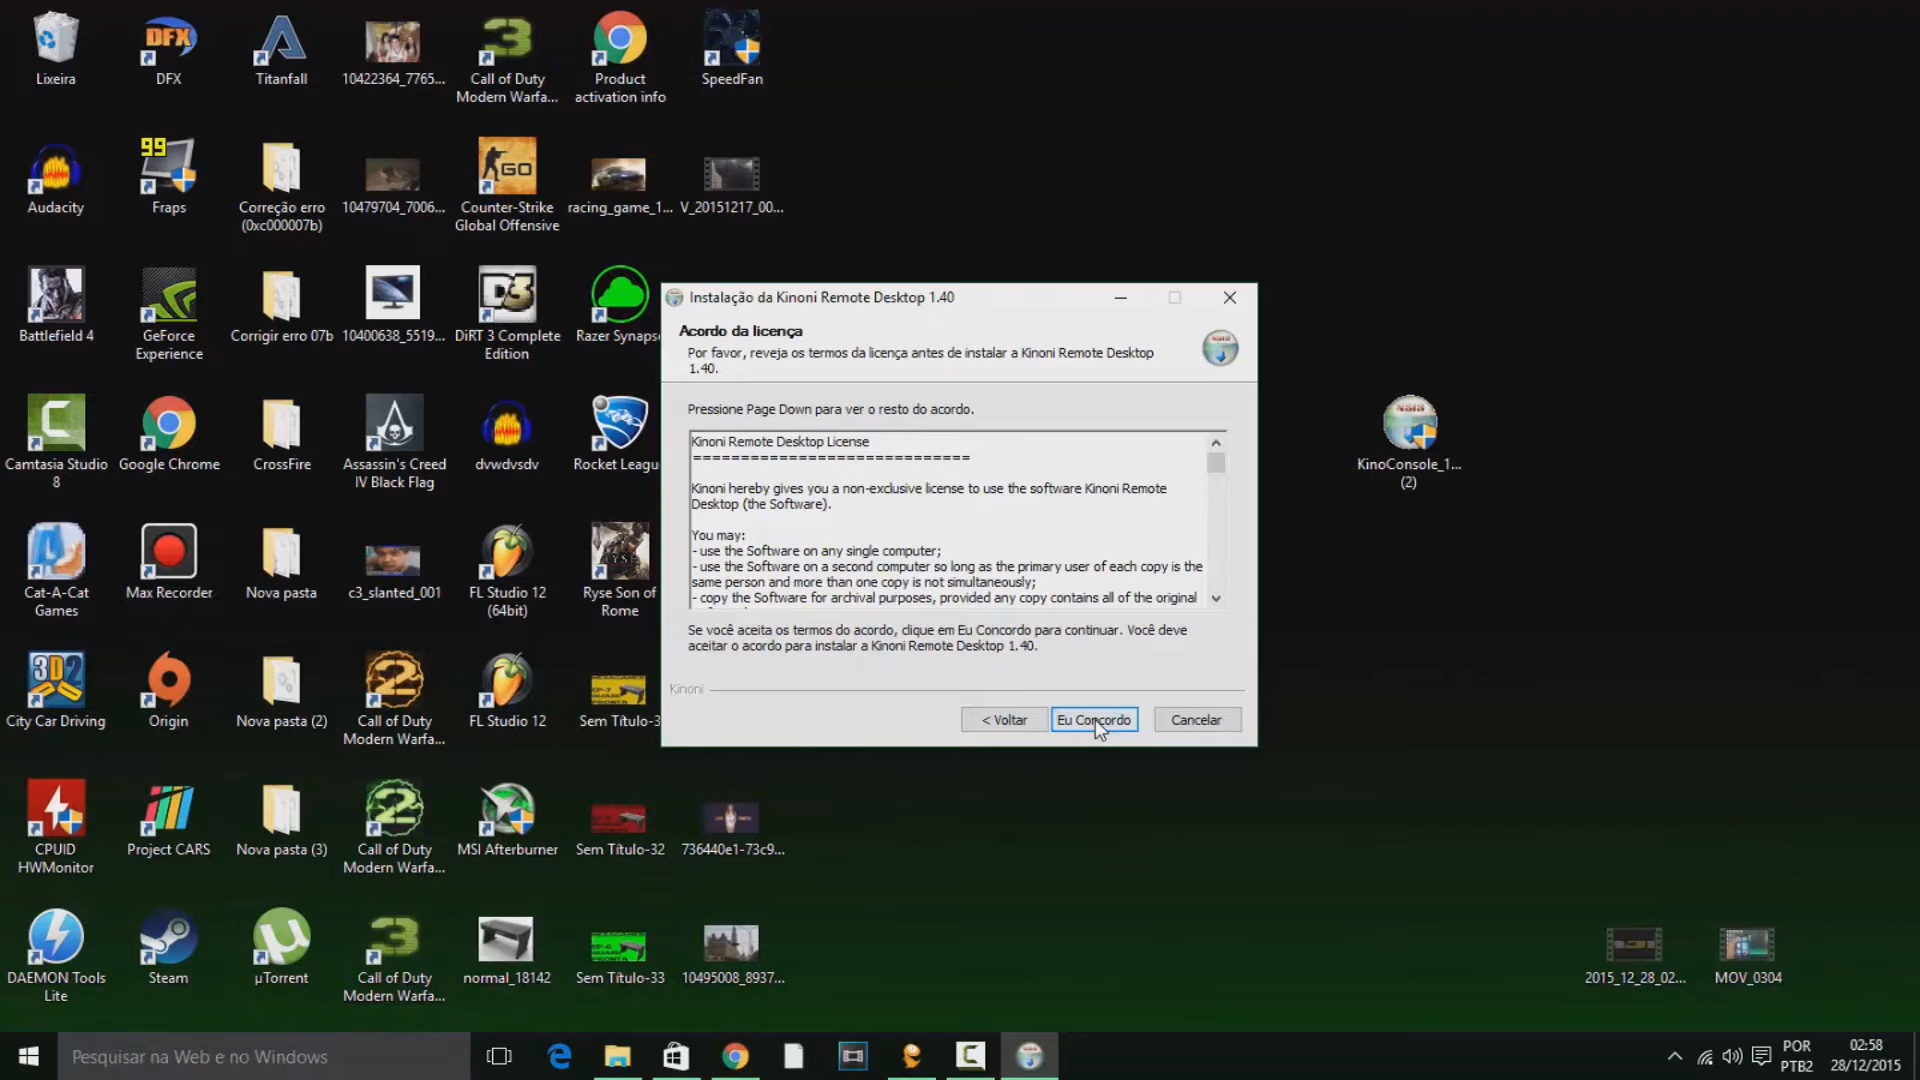 Lixeira
DFX
Titanfall
10422364_7765...
Call of Duty
Modern Warfa...
Product
activation info
SpeedFan
Audacity
99
Fraps
Correção erro
(0xc000007b)
10479704_7006...
GO
Counter-Strike
Global Offensive
racing_game_1...
V_20151217_00...
Battlefield 4
GeForce
Experience
Corrigir erro 07b
10400638_5519...
DiRT 3 Complete
Edition
Razer Synaps
Camtasia Studio
8
Google Chrome
CrossFire
Assassin's Creed
IV Black Flag
dvwdvsdv
Rocket Leagu
Cat-A-Cat
Games
Max Recorder
Nova pasta
c3_slanted_001
FL Studio 12
(64bit)
Ryse Son of
Rome
City Car Driving
Origin
Nova pasta (2)
Call of Duty
Modern Warfa...
FL Studio 12
Sem Título-3
CPUID
HWMonitor
Project CARS
Nova pasta (3)
Call of Duty
Modern Warfa...
MSI Afterburner
Sem Título-32
736440e1-73c9...
DAEMON Tools
Lite
Steam
µTorrent
Call of Duty
Modern Warfa...
normal_18142
Sem Título-33
10495008_8937...
Instalação da Kinoni Remote Desktop 1.40
Acordo da licença
Por favor, reveja os termos da licença antes de instalar a Kinoni Remote Desktop
1.40.
Pressione Page Down para ver o resto do acordo.
Kinoni Remote Desktop License
=============================
Kinoni hereby gives you a non-exclusive license to use the software Kinoni Remote
Desktop (the Software).
You may:
- use the Software on any single computer;
- use the Software on a second computer so long as the primary user of each copy is the
same person and more than one copy is not simultaneously;
- copy the Software for archival purposes, provided any copy contains all of the original
Se você aceita os termos do acordo, clique em Eu Concordo para continuar. Você deve
aceitar o acordo para instalar a Kinoni Remote Desktop 1.40.
Kinoni
< Voltar
Eu Concordo
Cancelar
NSIS
KinoConsole_1...
(2)
2015_12_28_02...
MOV_0304
Pesquisar na Web e no Windows
POR
PTB2
02:58
28/12/2015